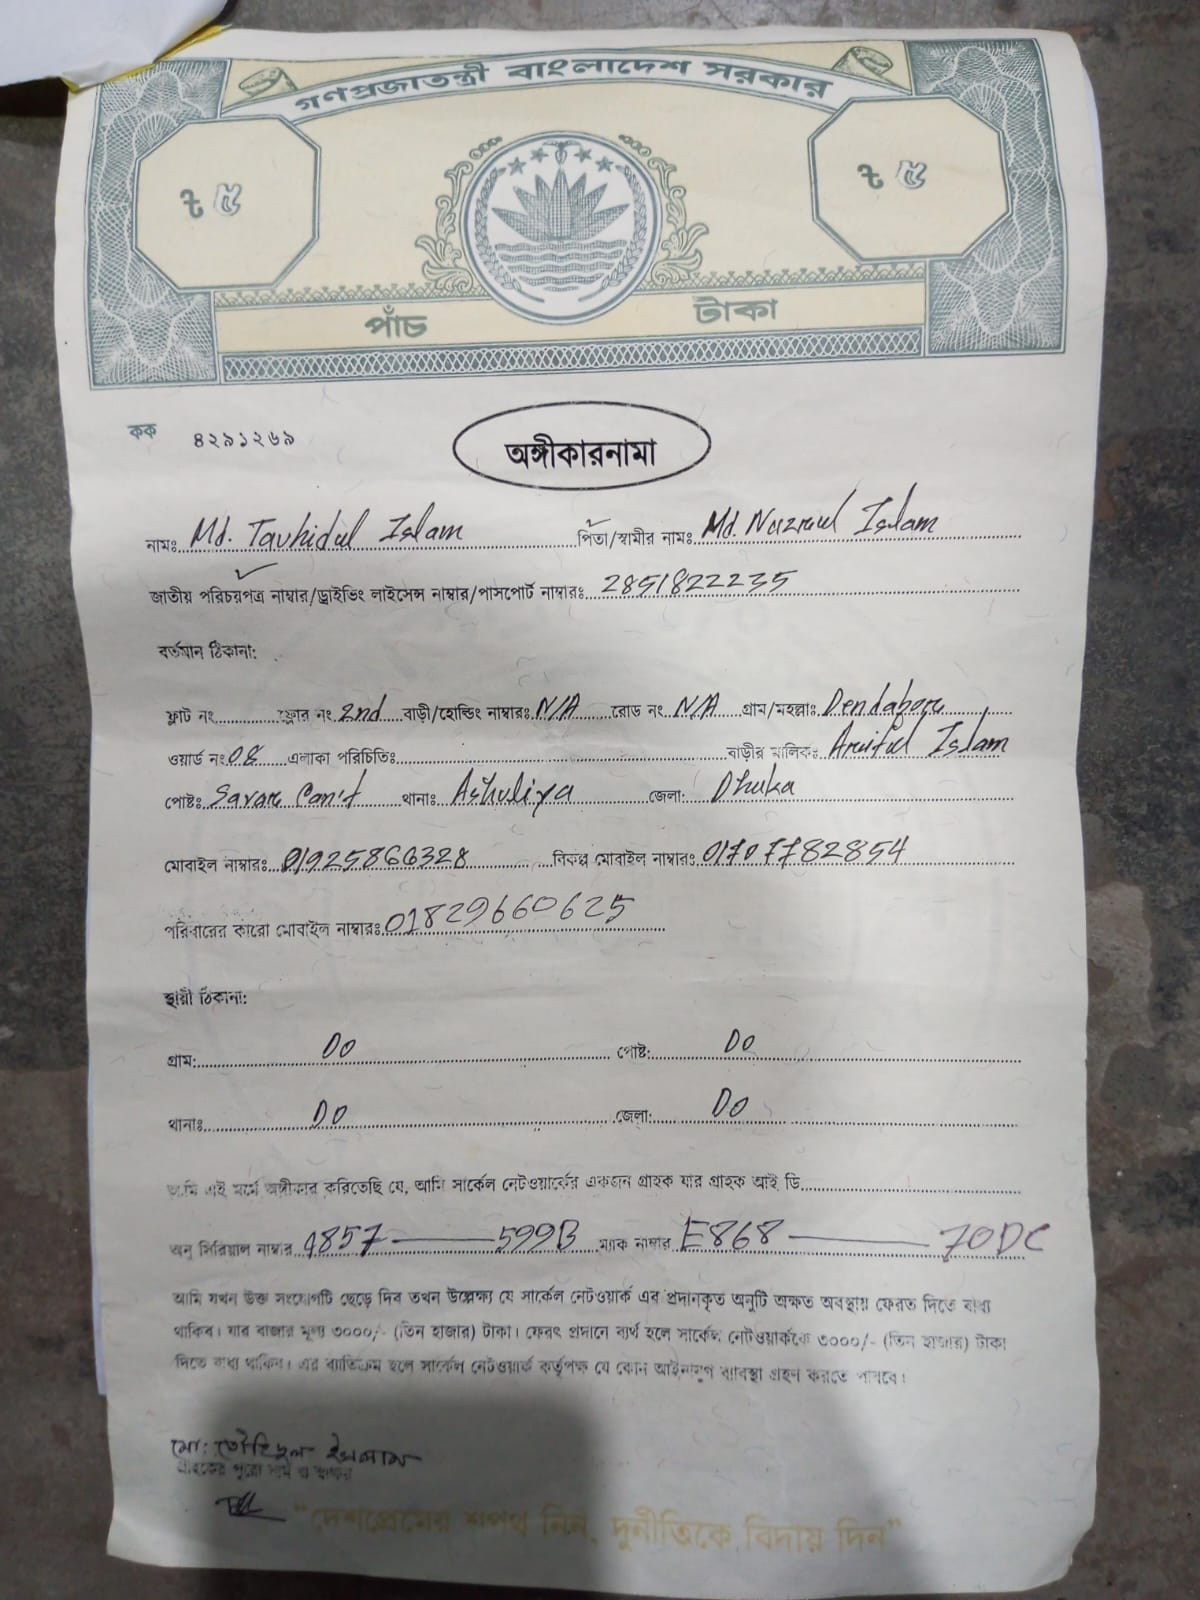 গণপ্রজাতন্ত্রী বাংলাদেশ সরকার
৳ ৫
৳ ৫
পাঁচ টাকা
কক ৪২৯১২৬৯
অঙ্গীকারনামা
নামঃ Md. Tauhidul Islam পিতা/স্বামীর নামঃ Md. Nazrul Islam
জাতীয় পরিচয়পত্র নাম্বার/ড্রাইভিং লাইসেন্স নাম্বার/পাসপোর্ট নাম্বারঃ 2851822235
বর্তমান ঠিকানা:
ফ্লাট নং ফ্লোর নং 2nd বাড়ী/হোল্ডিং নাম্বারঃ N/A রোড নং N/A গ্রাম/মহল্লাঃ Dendabore
ওয়ার্ড নং 08 এলাকা পরিচিতিঃ বাড়ীর মালিকঃ Ariful Islam
পোষ্টঃ Savar Can't থানাঃ Ashuliya জেলা: Dhaka
মোবাইল নাম্বারঃ 01925866328 বিকল্প মোবাইল নাম্বারঃ 01707782854
পরিবারের কারো মোবাইল নাম্বারঃ 01829660625
স্থায়ী ঠিকানা:
গ্রাম: DO পোষ্ট: DO
থানাঃ DO জেলা: DO
আমি এই মর্মে অঙ্গীকার করিতেছি যে, আমি সার্কেল নেটওয়ার্কের একজন গ্রাহক যার গ্রাহক আই ডি
অনু সিরিয়াল নাম্বার 4857 — 599B ম্যাক নাম্বার E868 — 70DC
আমি যখন উক্ত সংযোগটি ছেড়ে দিব তখন উল্লেক্ষ্য যে সার্কেল নেটওয়ার্ক এর প্রদানকৃত অনুটি অক্ষত অবস্থায় ফেরত দিতে বাধ্য
থাকিব। যার বাজার মূল্য ৩০০০/- (তিন হাজার) টাকা। ফেরৎ প্রদানে ব্যর্থ হলে সার্কেল নেটওয়ার্ককে ৩০০০/- (তিন হাজার) টাকা
দিতে বাধ্য থাকিব। এর ব্যাতিক্রম হলে সার্কেল নেটওয়ার্ক কর্তৃপক্ষ যে কোন আইনানুগ ব্যাবস্থা গ্রহণ করতে পারবে।
মো: তৌহিদুল ইসলাম
গ্রাহকের পুরো নাম ও স্বাক্ষর
"দেশপ্রেমের শপথ নিন, দুর্নীতিকে বিদায় দিন"